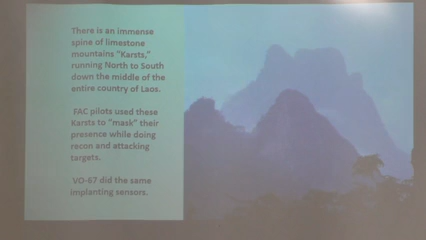 There is an immense
spine of limestone
mountains "Karsts,"
running North to South
down the middle of the
entire country of Laos.
FAC pilots used these
Karsts to "mask" their
presence while doing
recon and attacking
targets.
VO-67 did the same
implanting sensors.